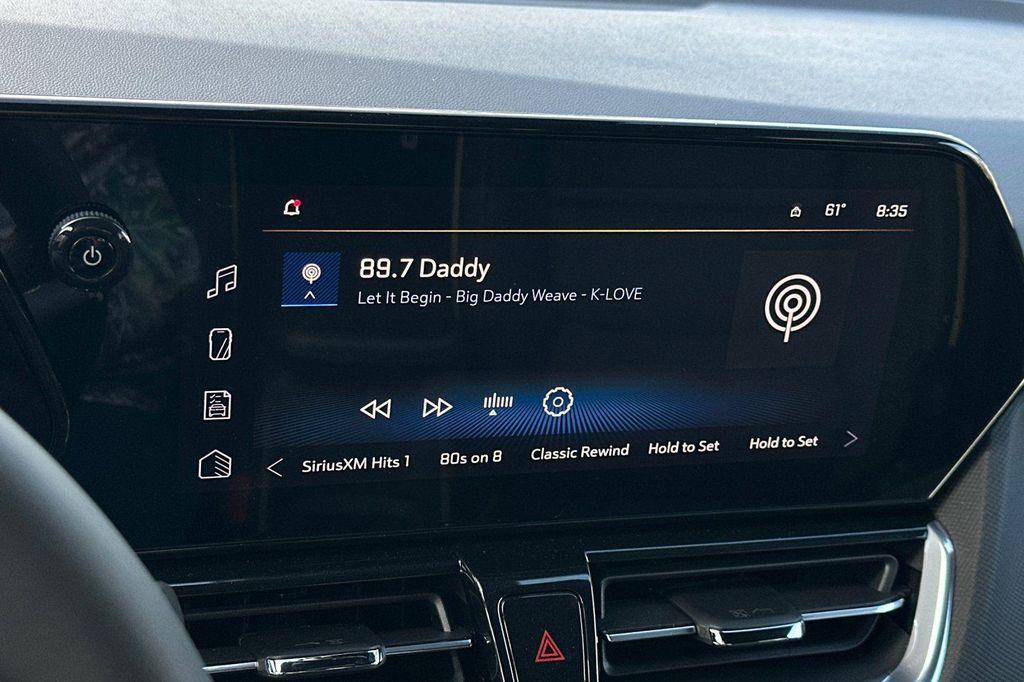 61° 8:35
89.7 Daddy
Let It Begin - Big Daddy Weave - K-LOVE
SiriusXM Hits 1 80s on 8 Classic Rewind Hold to Set Hold to Set